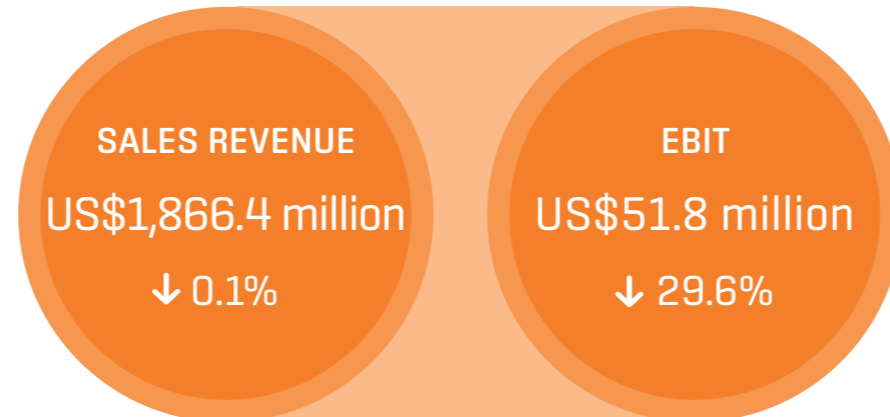 SALES REVENUE
US$1,866.4 million
↓ 0.1%
EBIT
US$51.8 million
↓ 29.6%